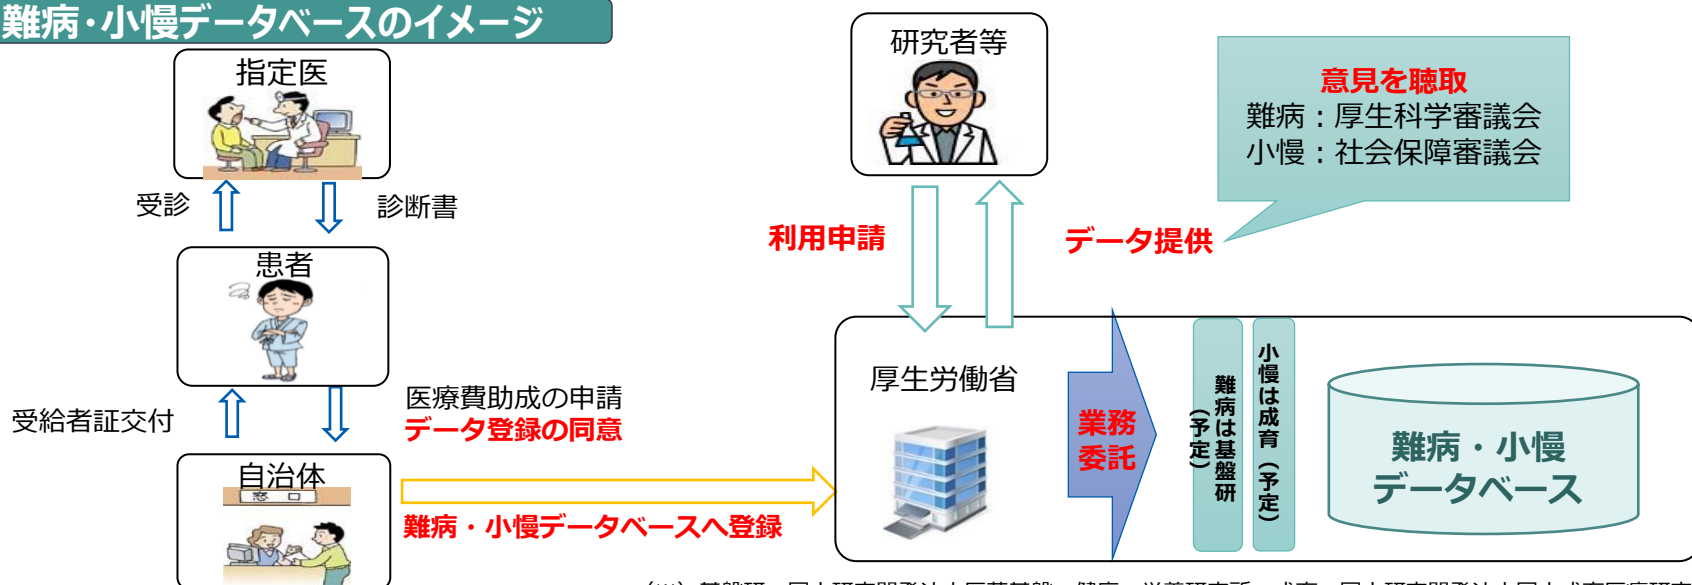 難病・小慢データベースのイメージ
指定医
受診
診断書
患者
受給者証交付
医療費助成の申請
データ登録の同意
自治体
窓 口
難病・小慢データベースへ登録
研究者等
利用申請
データ提供
意見を聴取
難病：厚生科学審議会
小慢：社会保障審議会
厚生労働省
業務
委託
小慢は成育（予定）
難病は基盤研
（予定）
難病・小慢
データベース